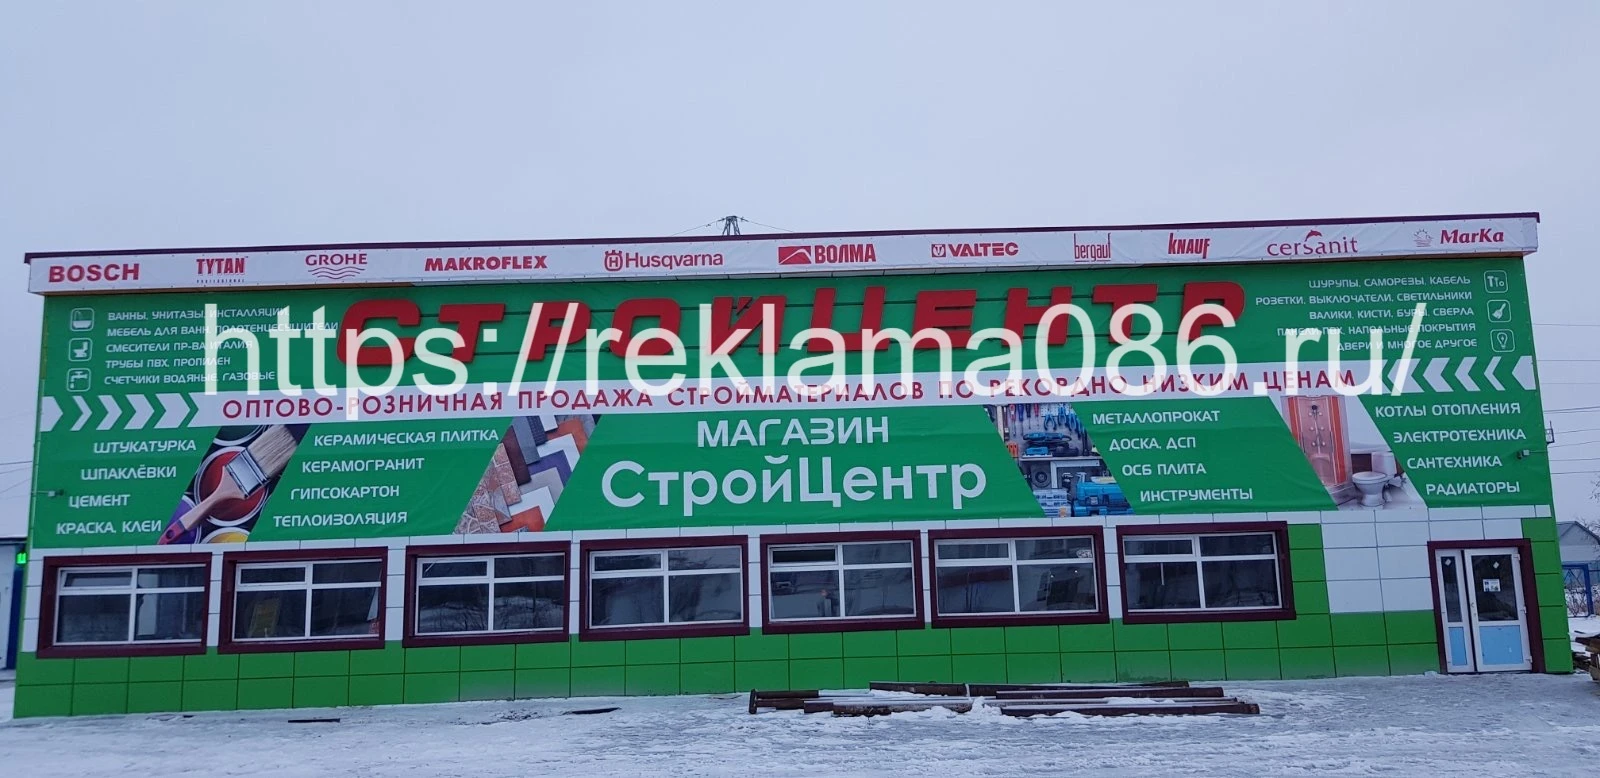 BOSCH
TYTAN
PROFESSIONAL
GROHE
MAKROFLEX
Husqvarna
ВОЛМА
VALTEC
bergauf
KNAUF
cersanit
MarKa
ВАННЫ, УНИТАЗЫ, ИНСТАЛЛЯЦИИ
МЕБЕЛЬ ДЛЯ ВАНН, ПОЛОТЕНЦЕСУШИТЕЛИ
СМЕСИТЕЛИ ПР-ВА ИТАЛИЯ
ТРУБЫ ПВХ, ПРОПИЛЕН
СЧЕТЧИКИ ВОДЯНЫЕ, ГАЗОВЫЕ
СТРОЙЦЕНТР
ШУРУПЫ, САМОРЕЗЫ, КАБЕЛЬ
РОЗЕТКИ, ВЫКЛЮЧАТЕЛИ, СВЕТИЛЬНИКИ
ВАЛИКИ, КИСТИ, БУРЫ, СВЕРЛА
ПАНЕЛИ ПВХ, НАПОЛЬНЫЕ ПОКРЫТИЯ
ДВЕРИ И МНОГОЕ ДРУГОЕ
https://reklama086.ru/
ОПТОВО-РОЗНИЧНАЯ ПРОДАЖА СТРОЙМАТЕРИАЛОВ ПО РЕКОРДНО НИЗКИМ ЦЕНАМ
ШТУКАТУРКА
ШПАКЛЁВКИ
ЦЕМЕНТ
КРАСКА, КЛЕИ
КЕРАМИЧЕСКАЯ ПЛИТКА
КЕРАМОГРАНИТ
ГИПСОКАРТОН
ТЕПЛОИЗОЛЯЦИЯ
МАГАЗИН
СтройЦентр
МЕТАЛЛОПРОКАТ
ДОСКА, ДСП
ОСБ ПЛИТА
ИНСТРУМЕНТЫ
КОТЛЫ ОТОПЛЕНИЯ
ЭЛЕКТРОТЕХНИКА
САНТЕХНИКА
РАДИАТОРЫ